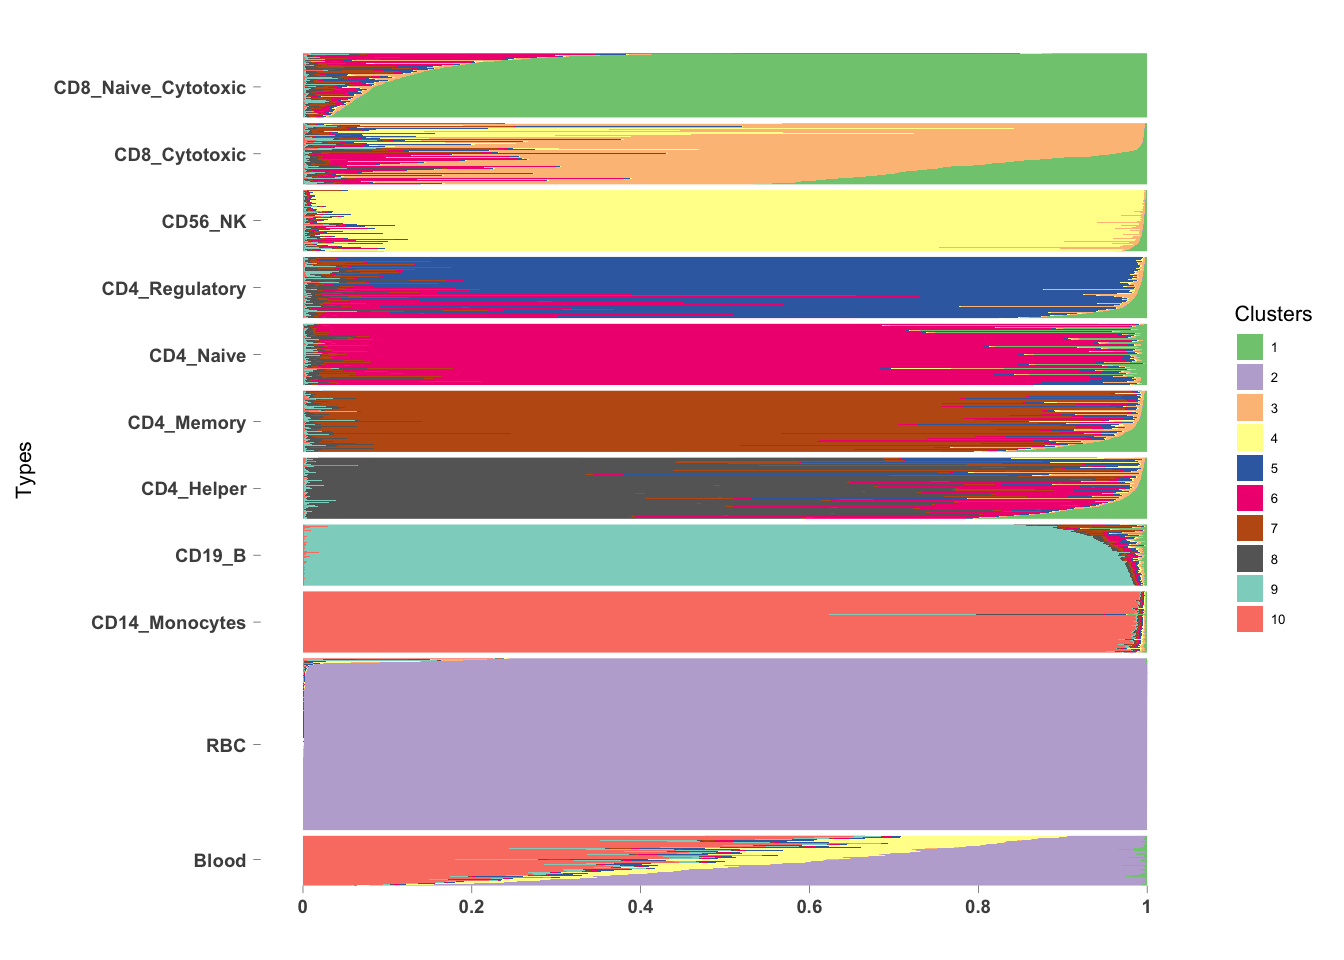 CD8_Naive_Cytotoxic
CD8_Cytotoxic
CD56_NK
CD4_Regulatory
CD4_Naive
CD4_Memory
CD4_Helper
CD19_B
CD14_Monocytes
RBC
Blood
Types
0 0.2 0.4 0.6 0.8 1
Clusters
1
2
3
4
5
6
7
8
9
10